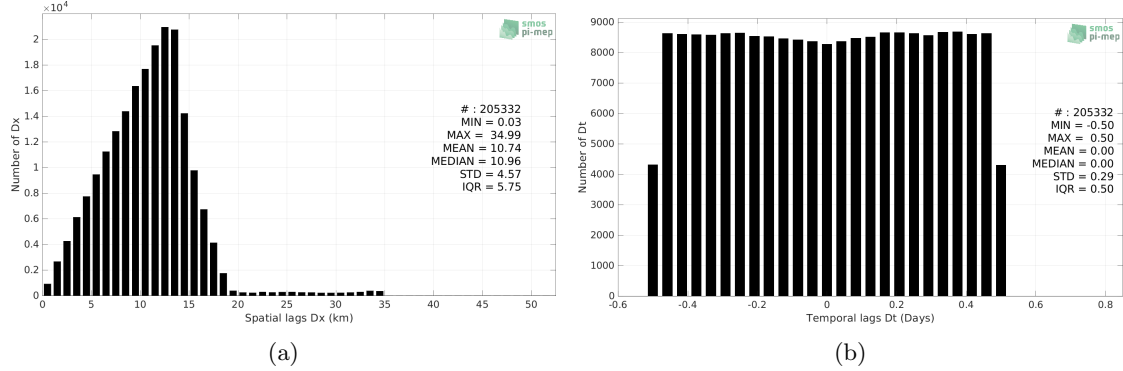 ×10⁴
2
1.8
1.6
1.4
1.2
1
0.8
0.6
0.4
0.2
0
Number of Dx
0 5 10 15 20 25 30 35 40 45 50
Spatial lags Dx (km)
smos
pi-mep
# : 205332
MIN = 0.03
MAX = 34.99
MEAN = 10.74
MEDIAN = 10.96
STD = 4.57
IQR = 5.75
(a)
9000
8000
7000
6000
5000
4000
3000
2000
1000
0
Number of Dt
-0.6 -0.4 -0.2 0 0.2 0.4 0.6 0.8
Temporal lags Dt (Days)
smos
pi-mep
# : 205332
MIN = -0.50
MAX = 0.50
MEAN = 0.00
MEDIAN = 0.00
STD = 0.29
IQR = 0.50
(b)